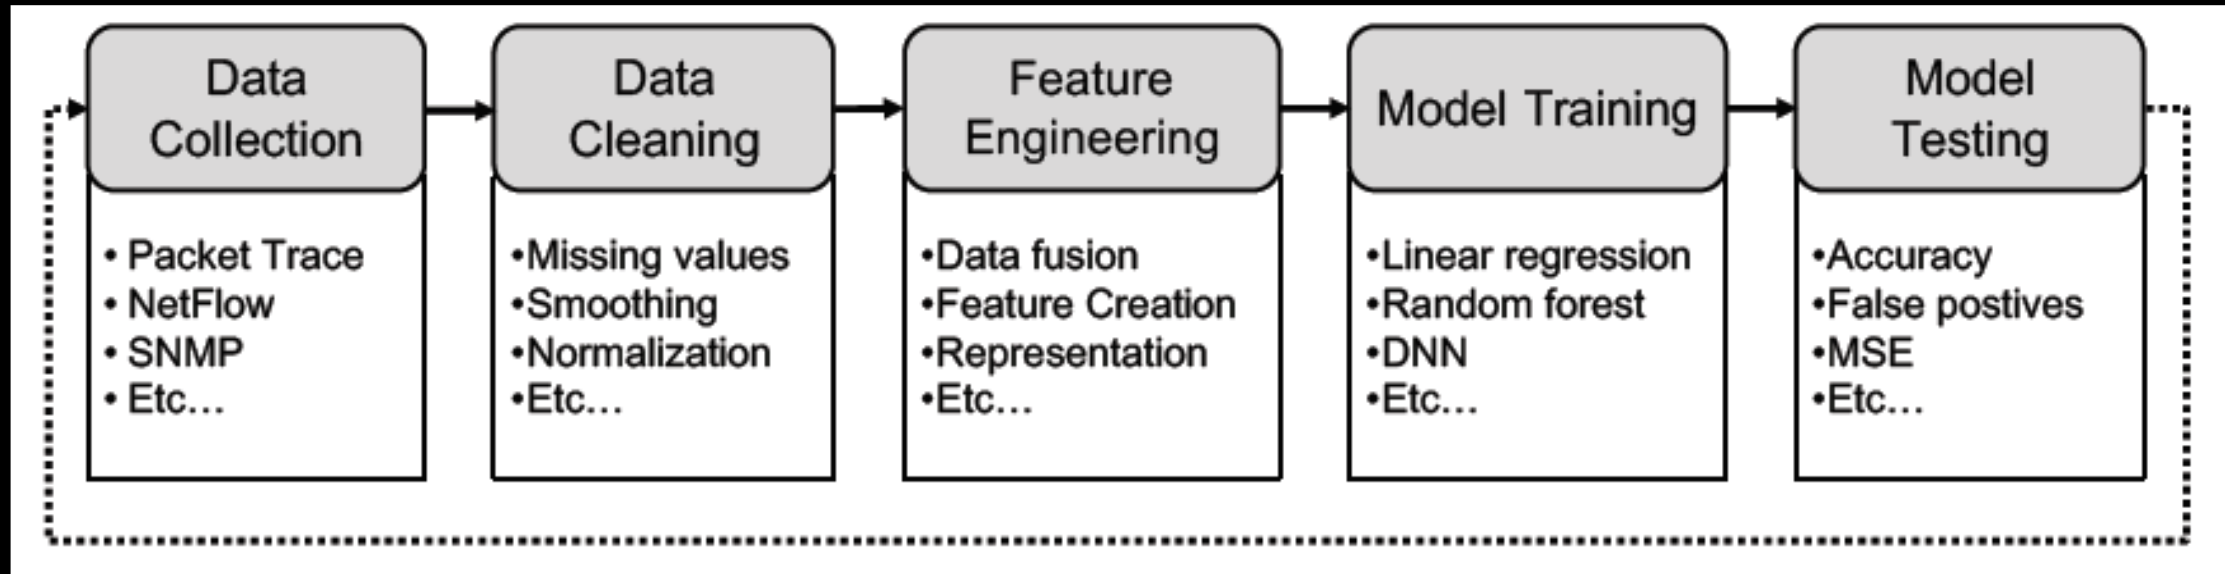 Data
Collection
• Packet Trace
• NetFlow
• SNMP
• Etc...
Data
Cleaning
•Missing values
•Smoothing
•Normalization
•Etc...
Feature
Engineering
•Data fusion
•Feature Creation
•Representation
•Etc...
Model Training
•Linear regression
•Random forest
•DNN
•Etc...
Model
Testing
•Accuracy
•False postives
•MSE
•Etc...